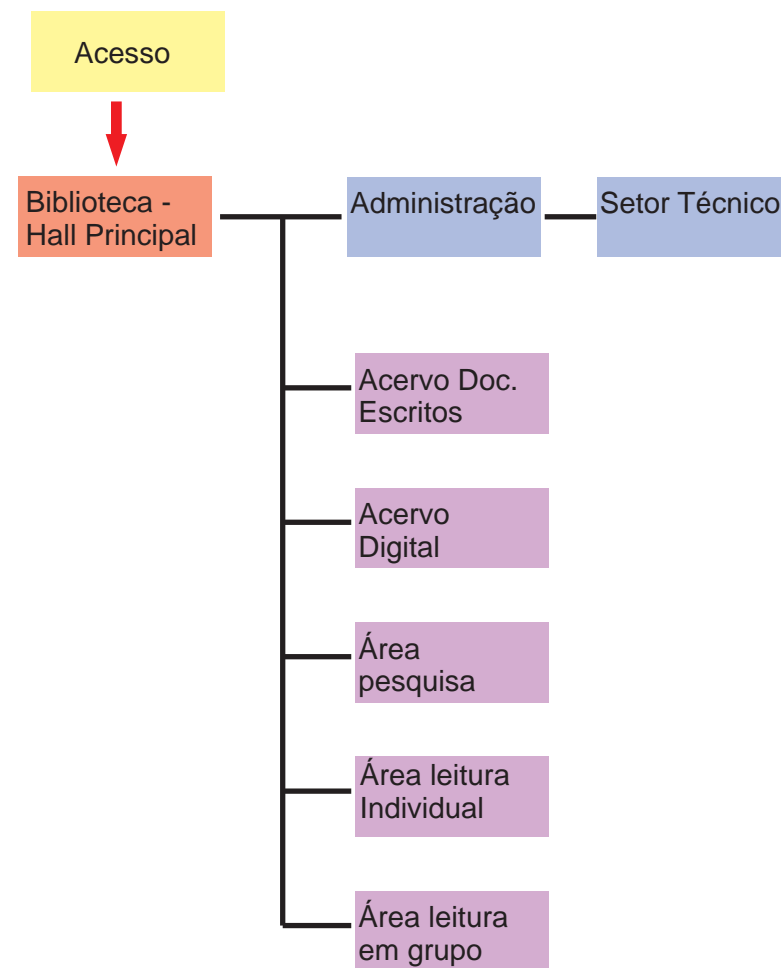 Acesso
Biblioteca -
Hall Principal
Administração
Setor Técnico
Acervo Doc.
Escritos
Acervo
Digital
Área
pesquisa
Área leitura
Individual
Área leitura
em grupo